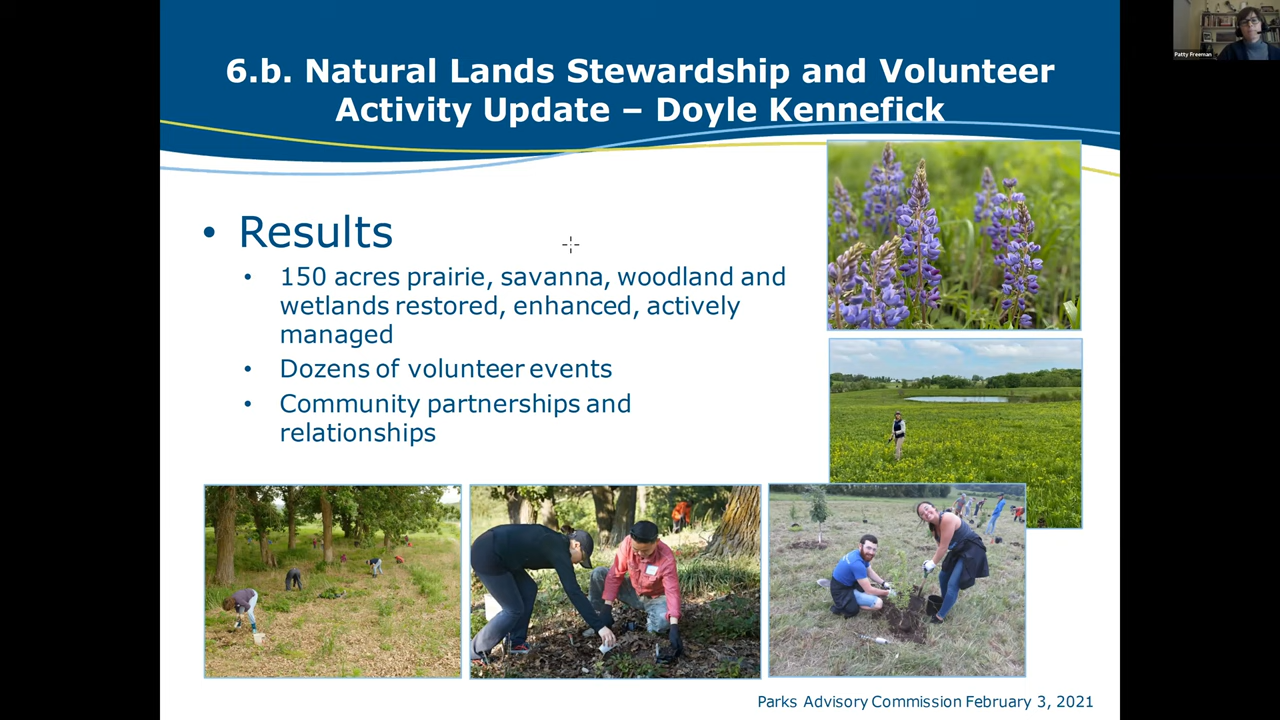 6.b. Natural Lands Stewardship and Volunteer
Activity Update – Doyle Kennefick
• Results
• 150 acres prairie, savanna, woodland and
wetlands restored, enhanced, actively
managed
• Dozens of volunteer events
• Community partnerships and
relationships
Parks Advisory Commission February 3, 2021
Patty Freeman